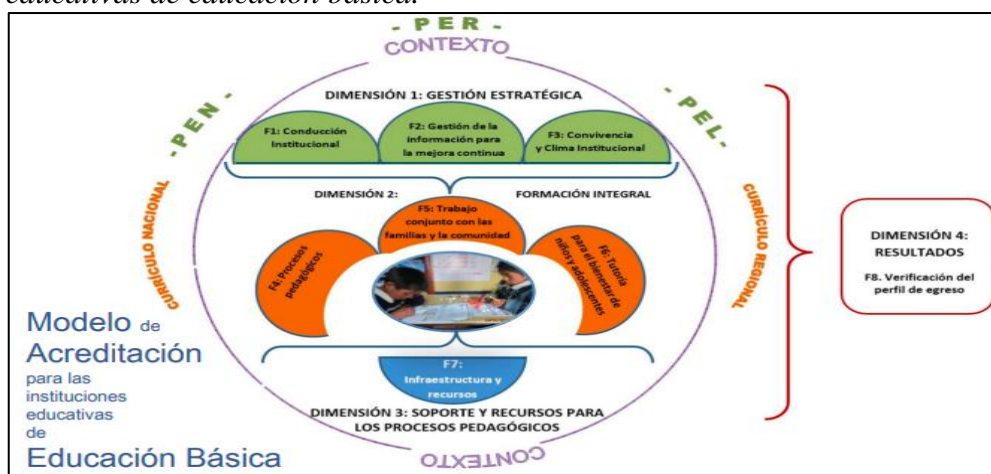 educativas de educación básica.
- PER -
CONTEXTO
- PEN -
- PEL -
DIMENSIÓN 1: GESTIÓN ESTRATÉGICA
F1: Conducción
Institucional
F2: Gestión de la
información para
la mejora continua
F3: Convivencia
y Clima Institucional
CURRÍCULO NACIONAL
DIMENSIÓN 2:
FORMACIÓN INTEGRAL
CURRÍCULO REGIONAL
F4: Procesos
pedagógicos
F5: Trabajo
conjunto con las
familias y la comunidad
F6: Tutoría
para el bienestar de
niños y adolescentes
DIMENSIÓN 4:
RESULTADOS
F8. Verificación del
perfil de egreso
F7:
Infraestructura y
recursos
DIMENSIÓN 3: SOPORTE Y RECURSOS PARA
LOS PROCESOS PEDAGÓGICOS
CONTEXTO
Modelo de
Acreditación
para las
instituciones
educativas
de
Educación Básica